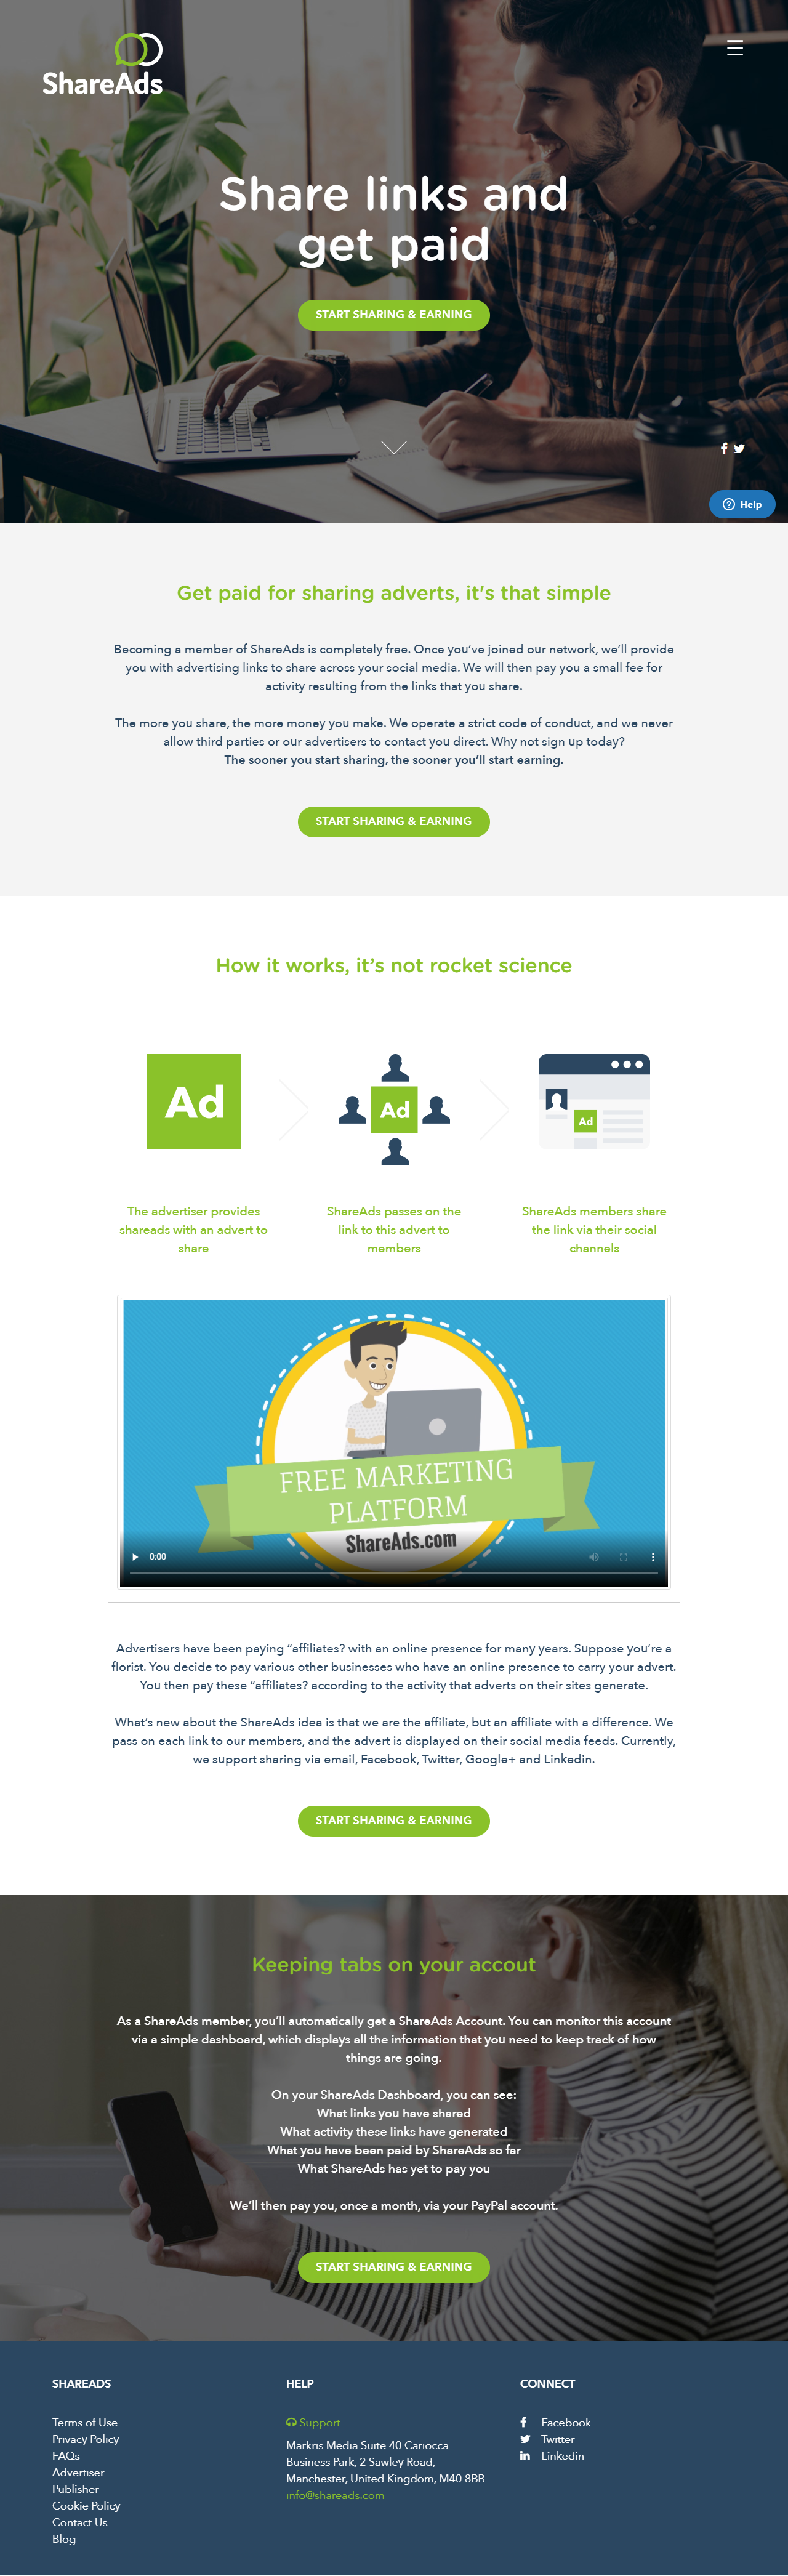 ShareAds
Share links and
get paid
START SHARING & EARNING
Help
Get paid for sharing adverts, it's that simple
Becoming a member of ShareAds is completely free. Once you’ve joined our network, we’ll provide
you with advertising links to share across your social media. We will then pay you a small fee for
activity resulting from the links that you share.
The more you share, the more money you make. We operate a strict code of conduct, and we never
allow third parties or our advertisers to contact you direct. Why not sign up today?
The sooner you start sharing, the sooner you’ll start earning.
START SHARING & EARNING
How it works, it’s not rocket science
Ad
Ad
Ad
The advertiser provides
shareads with an advert to
share
ShareAds passes on the
link to this advert to
members
ShareAds members share
the link via their social
channels
FREE MARKETING
PLATFORM
ShareAds.com
0:00
Advertisers have been paying “affiliates? with an online presence for many years. Suppose you’re a
florist. You decide to pay various other businesses who have an online presence to carry your advert.
You then pay these “affiliates? according to the activity that adverts on their sites generate.
What’s new about the ShareAds idea is that we are the affiliate, but an affiliate with a difference. We
pass on each link to our members, and the advert is displayed on their social media feeds. Currently,
we support sharing via email, Facebook, Twitter, Google+ and Linkedin.
START SHARING & EARNING
Keeping tabs on your accout
As a ShareAds member, you’ll automatically get a ShareAds Account. You can monitor this account
via a simple dashboard, which displays all the information that you need to keep track of how
things are going.
On your ShareAds Dashboard, you can see:
What links you have shared
What activity these links have generated
What you have been paid by ShareAds so far
What ShareAds has yet to pay you
We’ll then pay you, once a month, via your PayPal account.
START SHARING & EARNING
SHAREADS
Terms of Use
Privacy Policy
FAQs
Advertiser
Publisher
Cookie Policy
Contact Us
Blog
HELP
Support
Markris Media Suite 40 Cariocca
Business Park, 2 Sawley Road,
Manchester, United Kingdom, M40 8BB
info@shareads.com
CONNECT
Facebook
Twitter
Linkedin